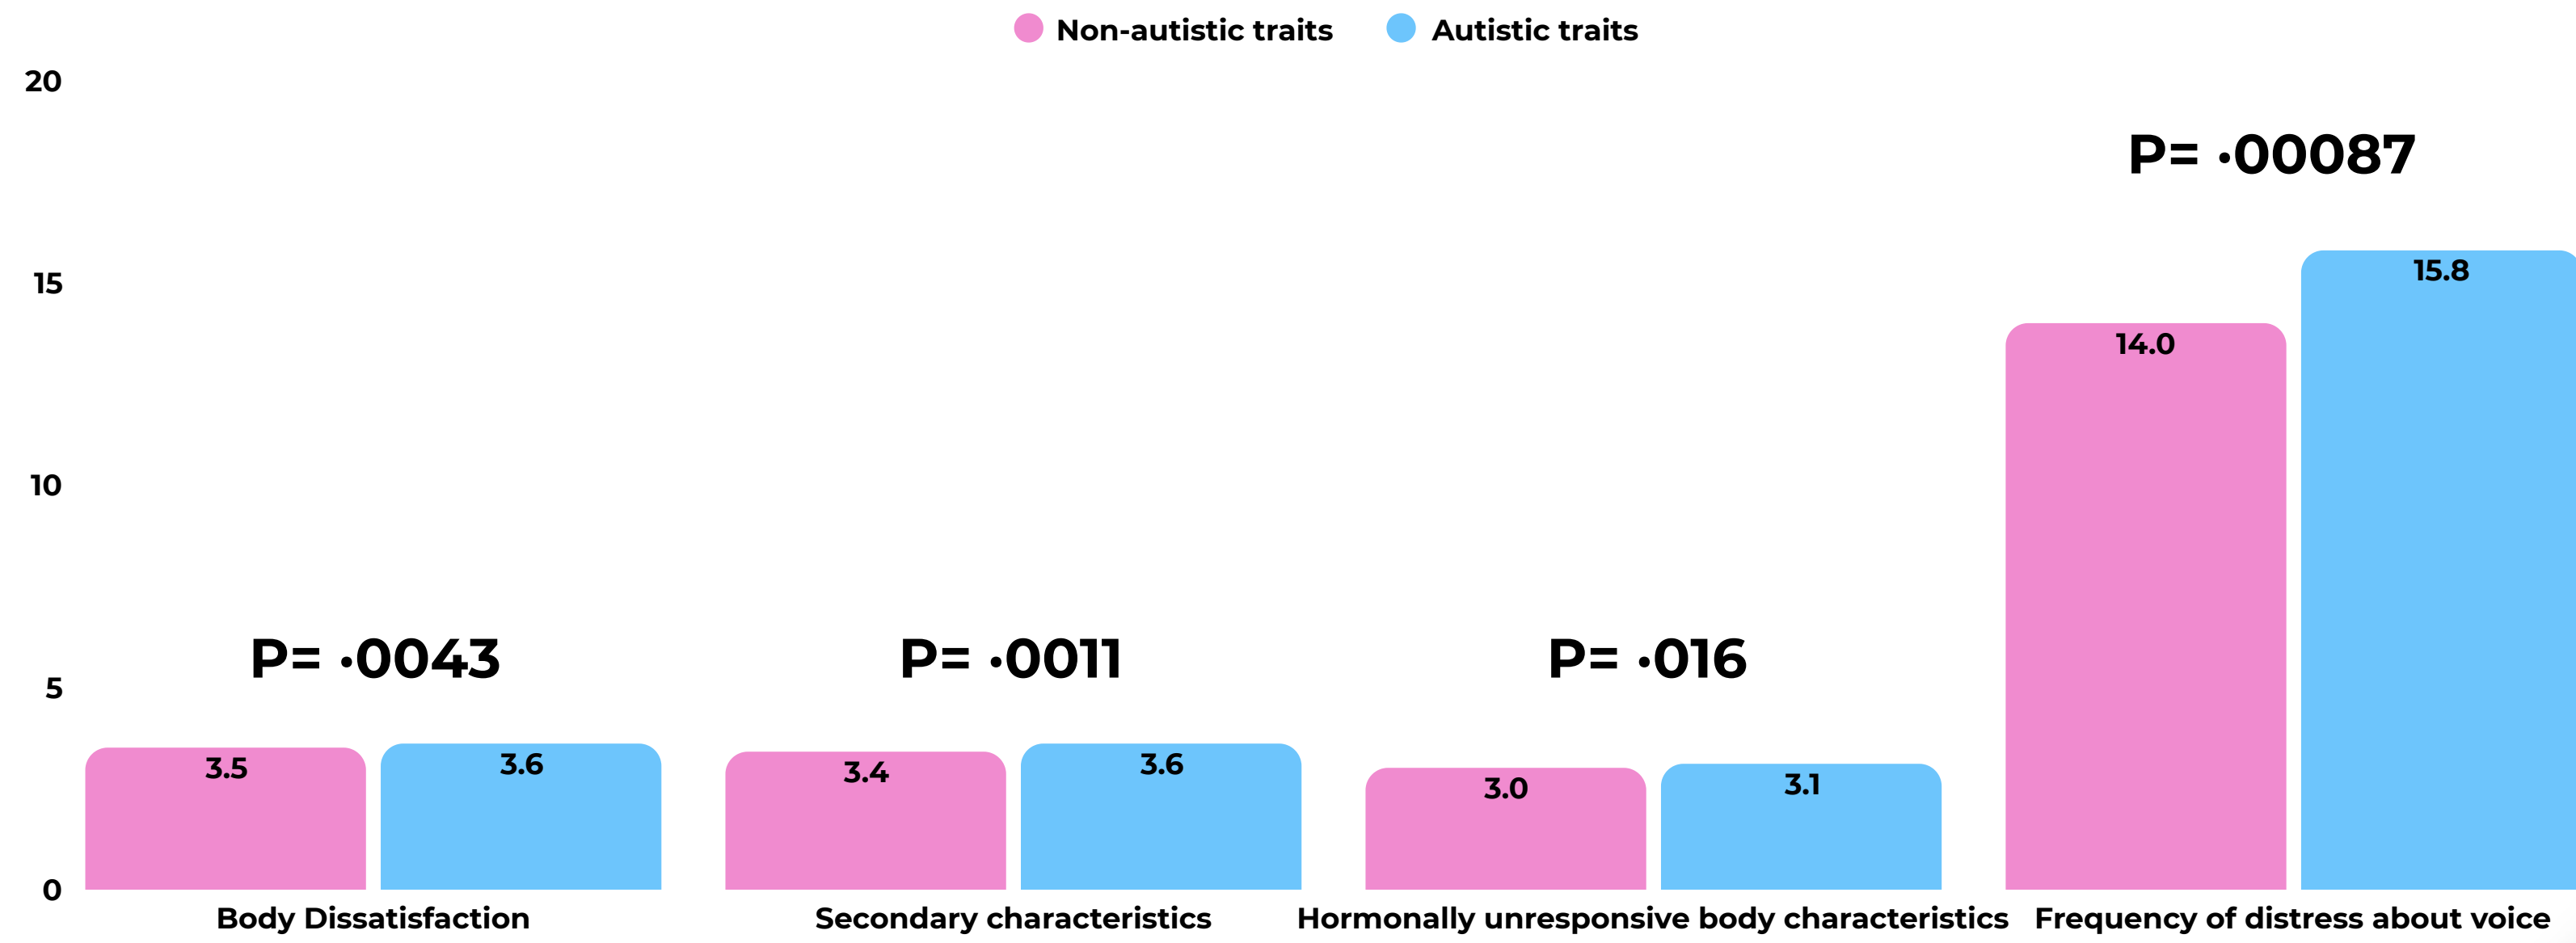 Non-autistic traits
Autistic traits
20
15
10
5
0
P= ·0043
P= ·0011
P= ·016
P= ·00087
3.5
3.6
3.4
3.6
3.0
3.1
14.0
15.8
Body Dissatisfaction
Secondary characteristics
Hormonally unresponsive body characteristics
Frequency of distress about voice